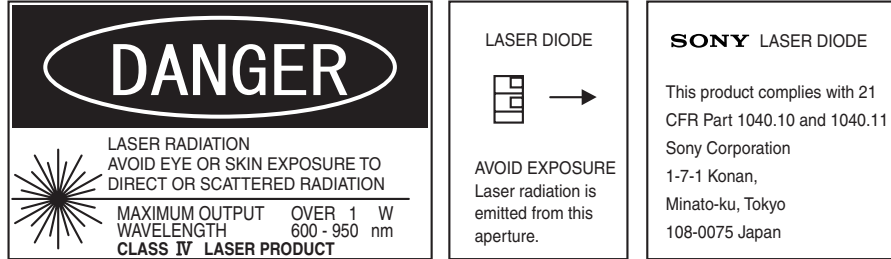 DANGER
LASER RADIATION
AVOID EYE OR SKIN EXPOSURE TO
DIRECT OR SCATTERED RADIATION
MAXIMUM OUTPUT OVER 1 W
WAVELENGTH 600 - 950 nm
CLASS Ⅳ LASER PRODUCT
LASER DIODE
AVOID EXPOSURE
Laser radiation is
emitted from this
aperture.
SONY LASER DIODE
This product complies with 21
CFR Part 1040.10 and 1040.11
Sony Corporation
1-7-1 Konan,
Minato-ku, Tokyo
108-0075 Japan